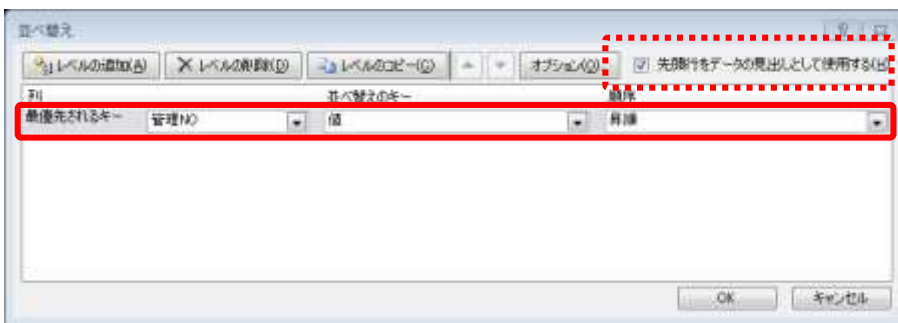 並べ替え
レベルの追加(A) レベルの削除(D) レベルのコピー(C) オプション(O)... 先頭行をデータの見出しとして使用する(H)
列 並べ替えのキー 順序
最優先されるキー 管理NO 値 昇順
OK キャンセル